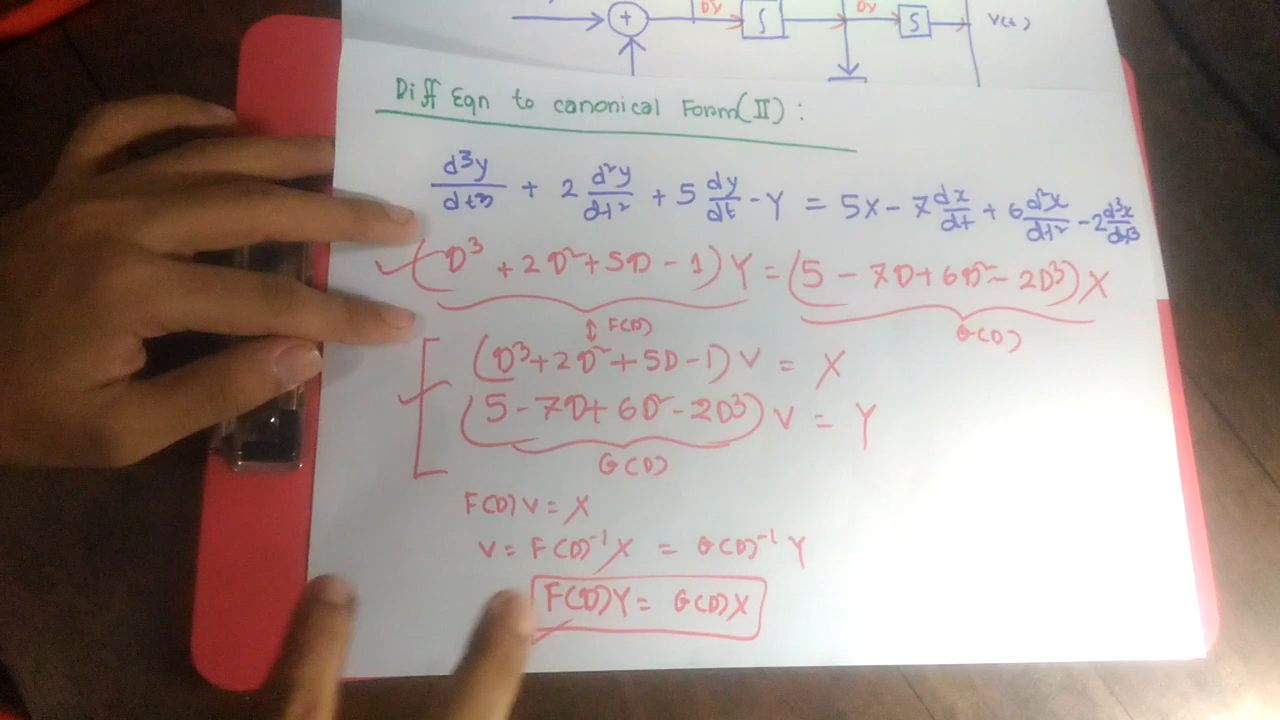 + DY ∫ DY ∫ V(t)
Diff Eqn to canonical Form(II):
d³y/dt³ + 2 d²y/dt² + 5 dy/dt - Y = 5X - 7 dx/dt + 6 d²x/dt² - 2 d³x/dt³
(D³ + 2D² + 5D - 1) Y = (5 - 7D + 6D² - 2D³) X
↕ F(D) G(D)
(D³ + 2D² + 5D - 1) V = X
(5 - 7D + 6D² - 2D³) V = Y
G(D)
F(D) V = X
V = F(D)⁻¹ X = G(D)⁻¹ Y
F(D)Y = G(D)X